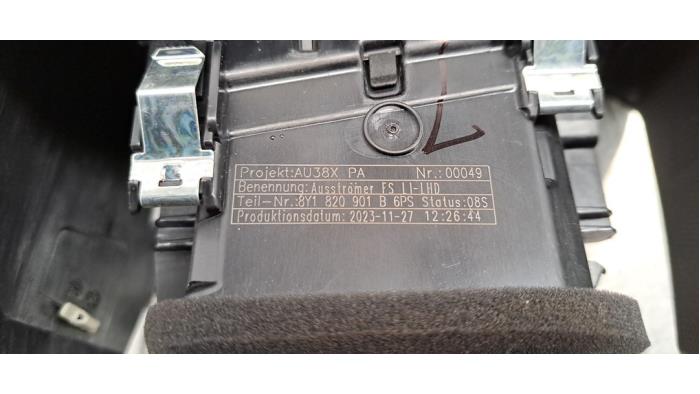 Projekt:AU38X PA Nr.:00049
Benennung: Ausströmer FS LI-LHD
Teil-Nr.:8Y1 820 901 B 6PS Status:08S
Produktionsdatum: 2023-11-27 12:26:44